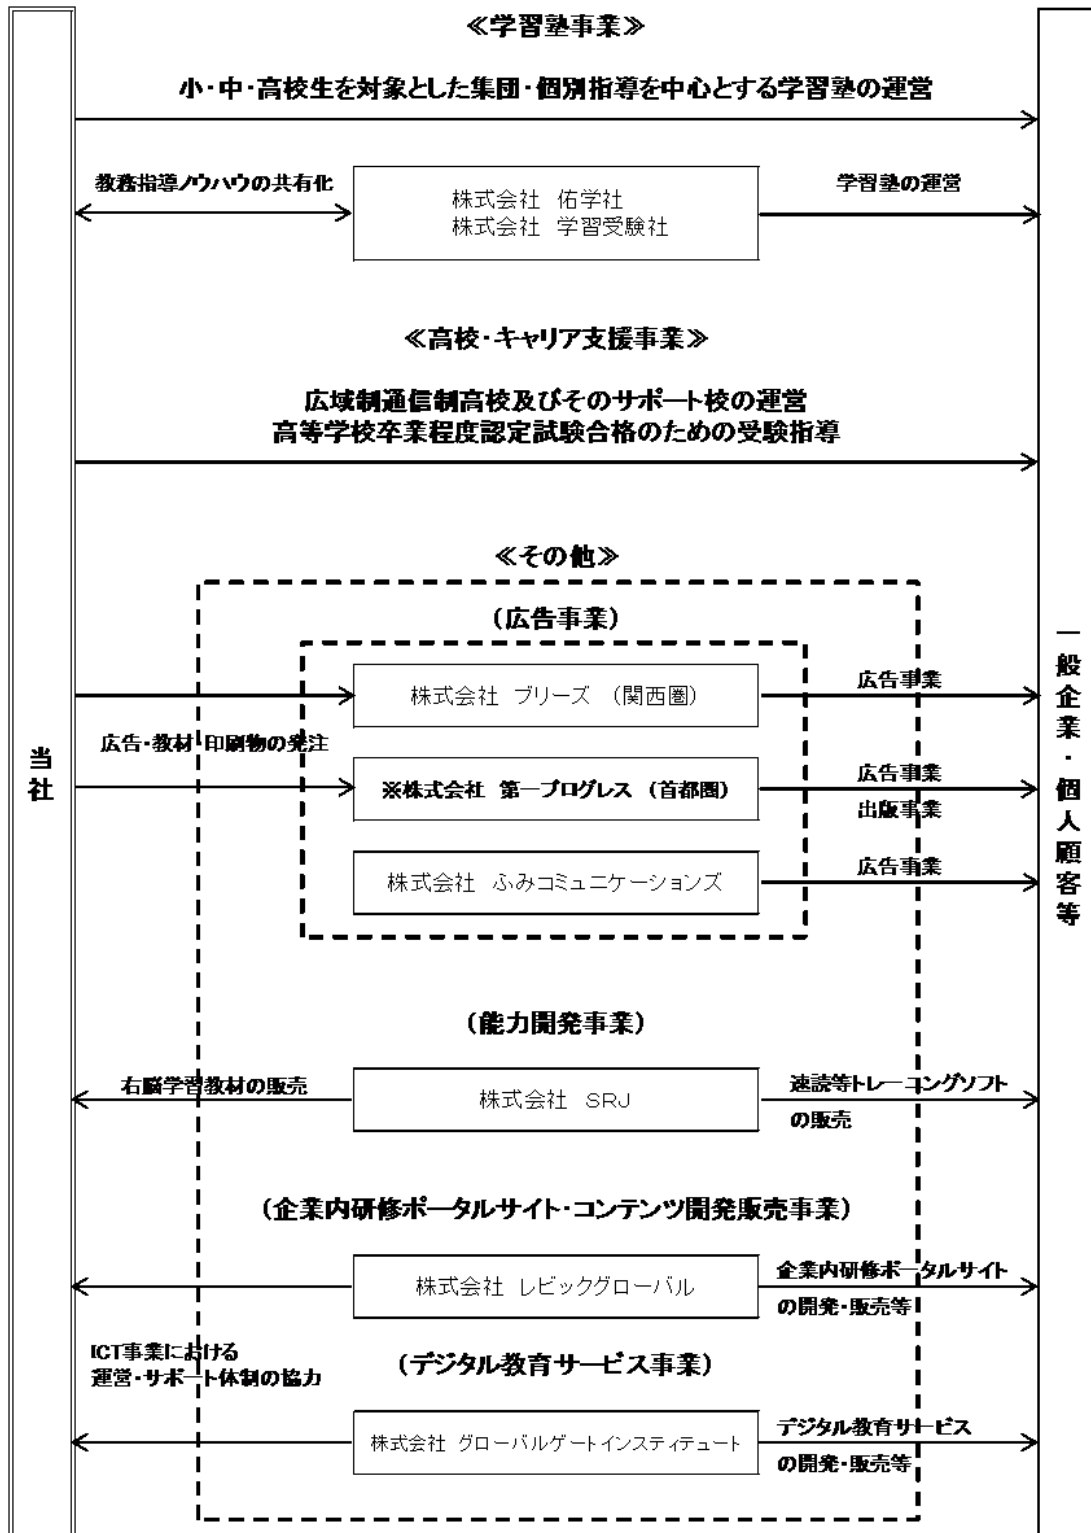 ≪学習塾事業≫
小・中・高校生を対象とした集団・個別指導を中心とする学習塾の運営
教務指導ノウハウの共有化
株式会社 佑学社
株式会社 学習受験社
学習塾の運営
≪高校・キャリア支援事業≫
広域制通信制高校及びそのサポート校の運営
高等学校卒業程度認定試験合格のための受験指導
≪その他≫
(広告事業)
株式会社 ブリーズ (関西圏)
広告事業
広告・教材・印刷物の発注
※株式会社 第一プログレス (首都圏)
広告事業
出版事業
株式会社 ふみコミュニケーションズ
広告事業
当社
一般企業・個人顧客等
(能力開発事業)
右脳学習教材の販売
株式会社 SRJ
速読等トレーニングソフト
の販売
(企業内研修ポータルサイト・コンテンツ開発販売事業)
株式会社 レビックグローバル
企業内研修ポータルサイト
の開発・販売等
ICT事業における
運営・サポート体制の協力
(デジタル教育サービス事業)
株式会社 グローバルゲートインスティテュート
デジタル教育サービス
の開発・販売等